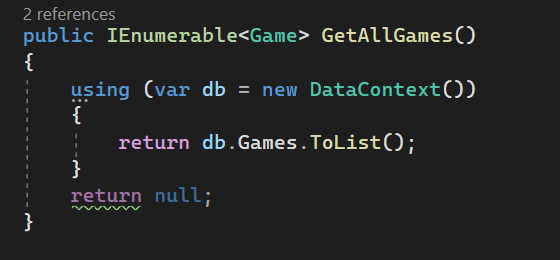 2 references
public IEnumerable<Game> GetAllGames()
{
using (var db = new DataContext())
{
return db.Games.ToList();
}
return null;
}